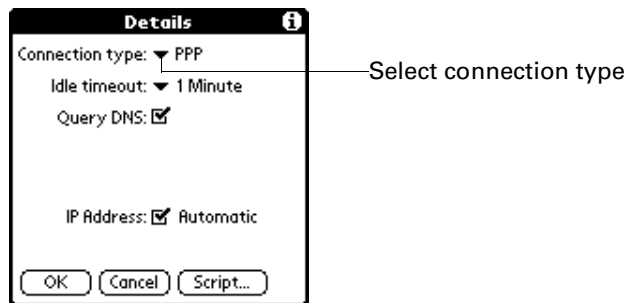 Details
Connection type: PPP
Select connection type
Idle timeout: 1 Minute
Query DNS:
IP Address: Automatic
OK Cancel Script...